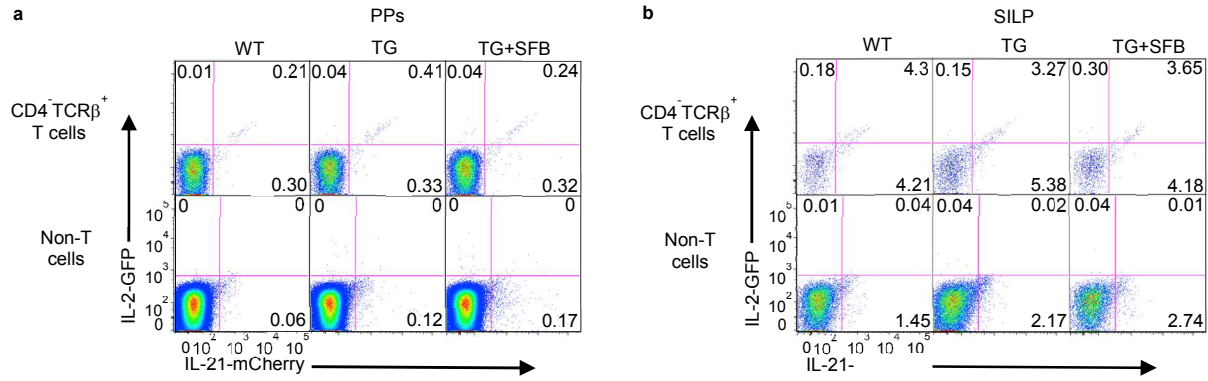 a
PPs
WT TG TG+SFB
CD4⁻TCRβ⁺
T cells
0.01 0.21 0.04 0.41 0.04 0.24
0.30 0.33 0.32
Non-T
cells
0 0 0 0 0 0
0.06 0.12 0.17
IL-2-GFP
10⁵
10⁴
10³
10²
0
0 10² 10³ 10⁴ 10⁵
IL-21-mCherry
b
SILP
WT TG TG+SFB
CD4⁻TCRβ⁺
T cells
0.18 4.3 0.15 3.27 0.30 3.65
4.21 5.38 4.18
Non-T
cells
0.01 0.04 0.04 0.02 0.04 0.01
1.45 2.17 2.74
IL-2-GFP
10⁵
10⁴
10³
10²
0
0 10² 10³ 10⁴ 10
IL-21-